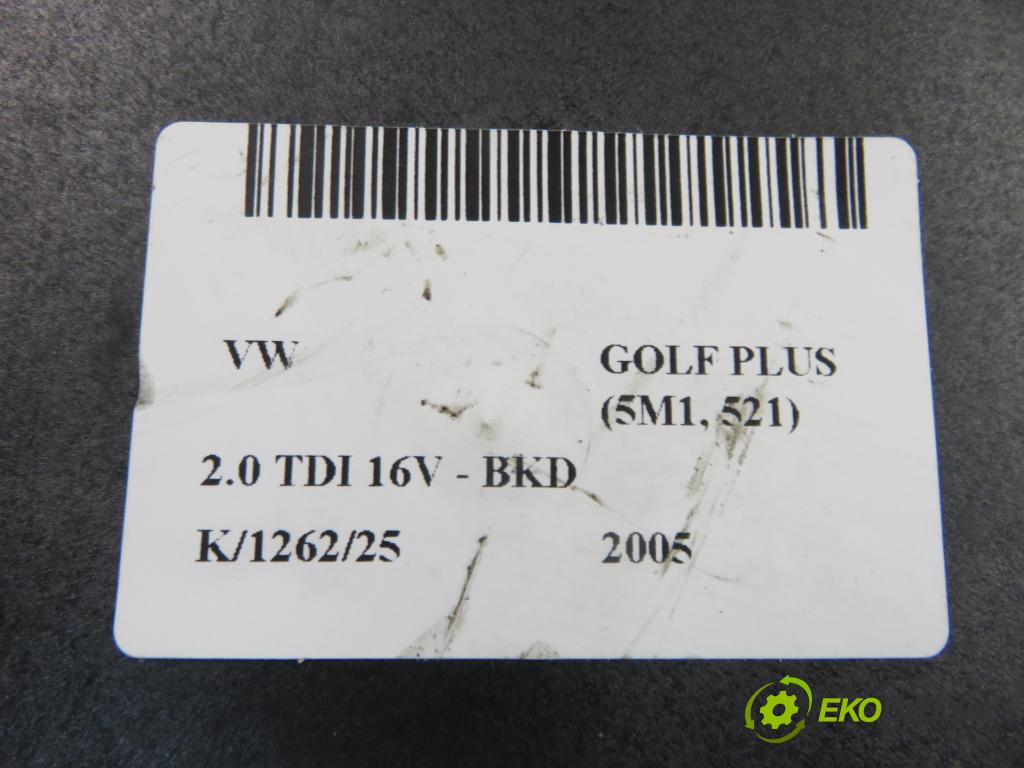 VW
GOLF PLUS
(5M1, 521)
2.0 TDI 16V - BKD
K/1262/25
2005
EKO